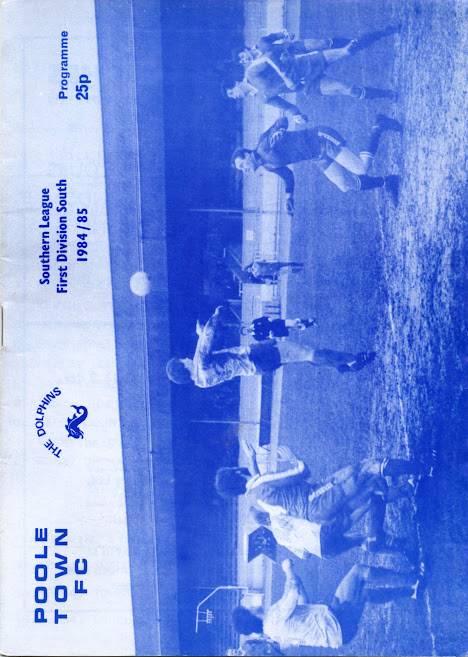 POOLE
TOWN
FC
THE DOLPHINS
Southern League
First Division South
1984/85
Programme
25p